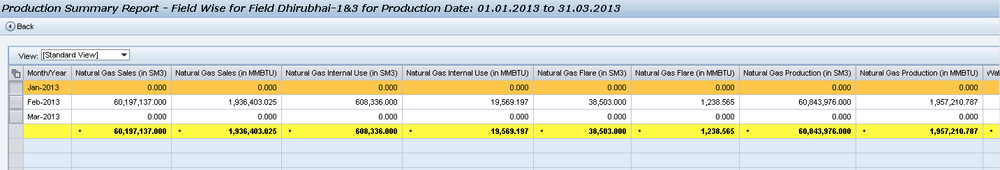 Production Summary Report - Field Wise for Field Dhirubhai-1&3 for Production Date: 01.01.2013 to 31.03.2013
Back
View: [Standard View]
Month/Year Natural Gas Sales (in SM3) Natural Gas Sales (in MMBTU) Natural Gas Internal Use (in SM3) Natural Gas Internal Use (in MMBTU) Natural Gas Flare (in SM3) Natural Gas Flare (in MMBTU) Natural Gas Production (in SM3) Natural Gas Production (in MMBTU)
Jan-2013 0.000 0.000 0.000 0.000 0.000 0.000 0.000 0.000
Feb-2013 60,197,137.000 1,936,403.025 608,336.000 19,569.197 38,503.000 1,238.565 60,843,976.000 1,957,210.787
Mar-2013 0.000 0.000 0.000 0.000 0.000 0.000 0.000 0.000
60,197,137.000 1,936,403.025 608,336.000 19,569.197 38,503.000 1,238.565 60,843,976.000 1,957,210.787